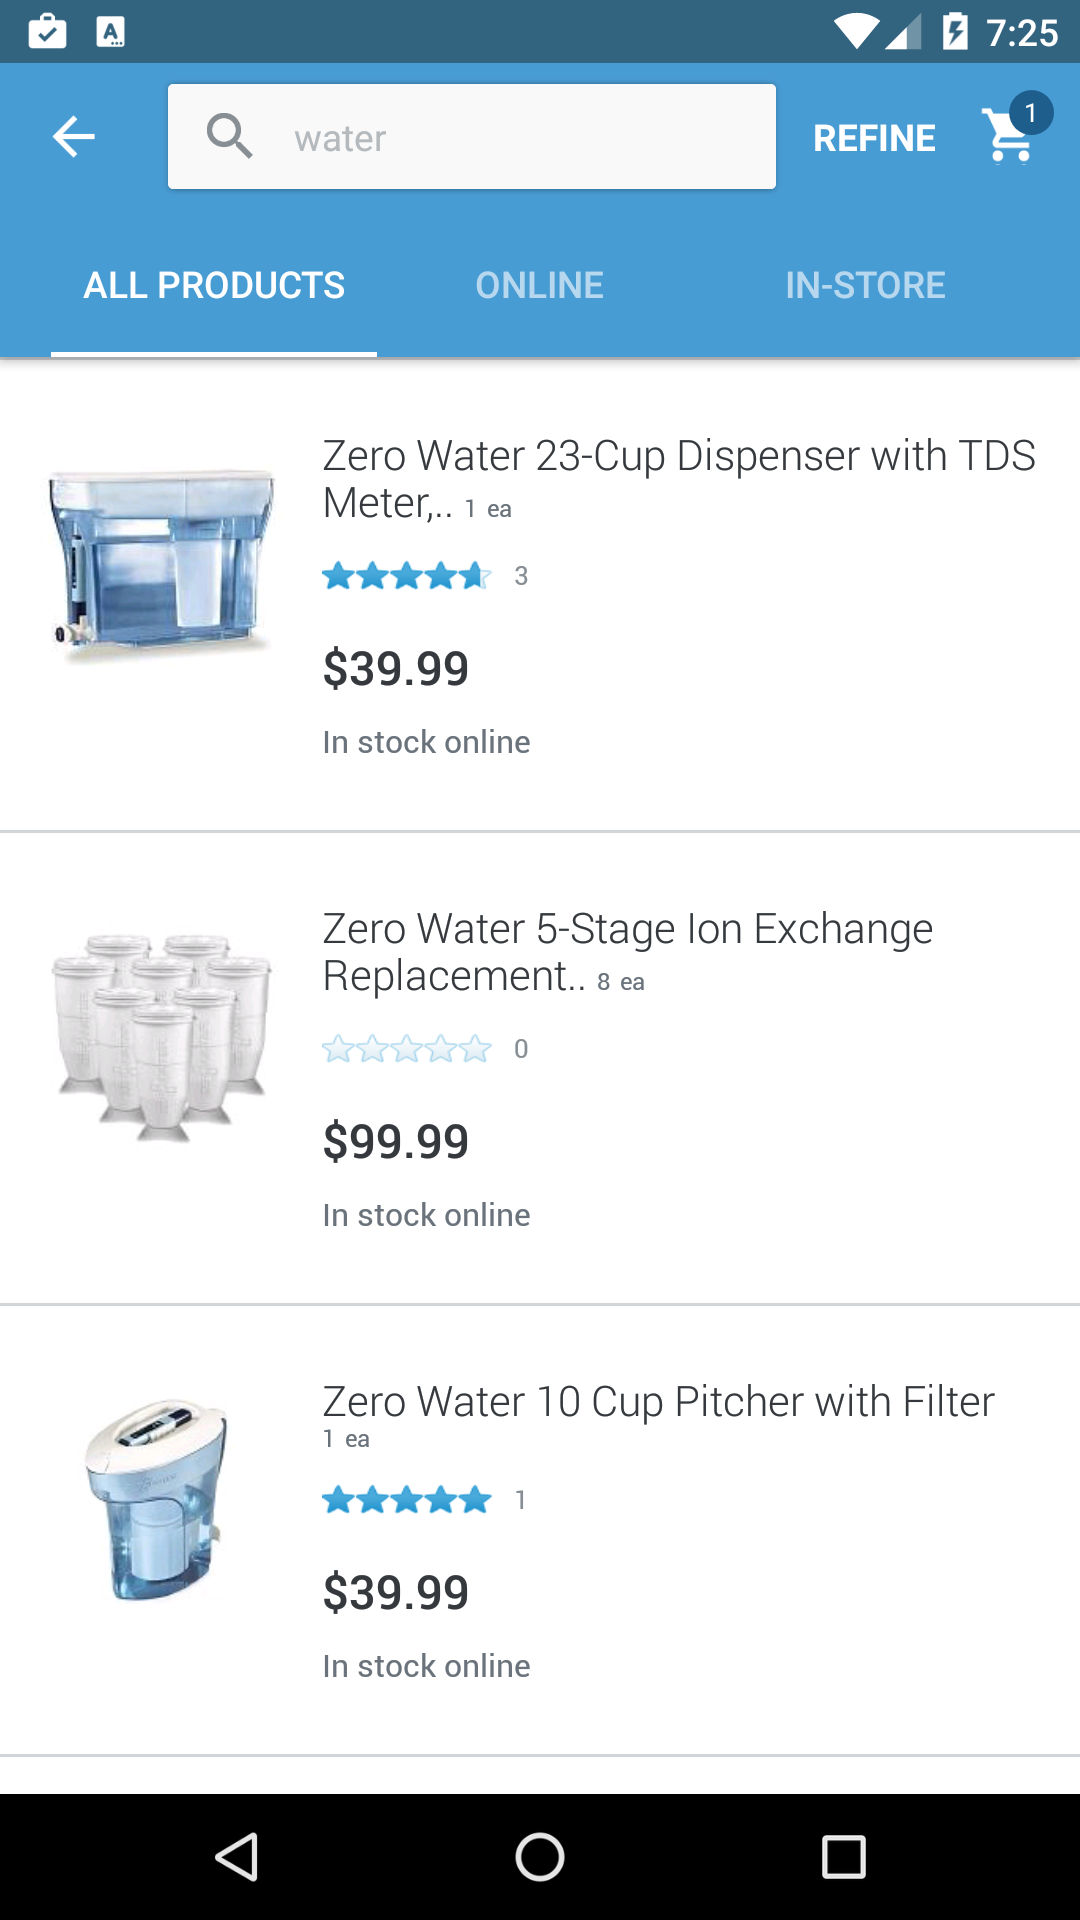 7:25
water
REFINE
1
ALL PRODUCTS
ONLINE
IN-STORE
Zero Water 23-Cup Dispenser with TDS
Meter,.. 1 ea
3
$39.99
In stock online
Zero Water 5-Stage Ion Exchange
Replacement.. 8 ea
0
$99.99
In stock online
Zero Water 10 Cup Pitcher with Filter
1 ea
1
$39.99
In stock online